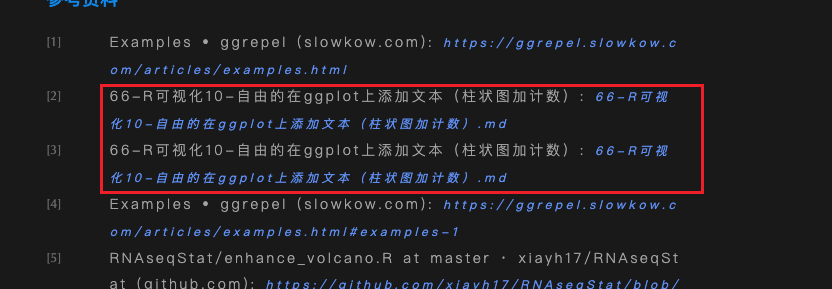 参考资料
[1] Examples • ggrepel (slowkow.com): https://ggrepel.slowkow.c
om/articles/examples.html
[2] 66-R可视化10-自由的在ggplot上添加文本（柱状图加计数）: 66-R可视
化10-自由的在ggplot上添加文本（柱状图加计数）.md
[3] 66-R可视化10-自由的在ggplot上添加文本（柱状图加计数）: 66-R可视
化10-自由的在ggplot上添加文本（柱状图加计数）.md
[4] Examples • ggrepel (slowkow.com): https://ggrepel.slowkow.c
om/articles/examples.html#examples-1
[5] RNAseqStat/enhance_volcano.R at master · xiayh17/RNAseqSt
at (github.com): https://github.com/xiayh17/RNAseqStat/blob/